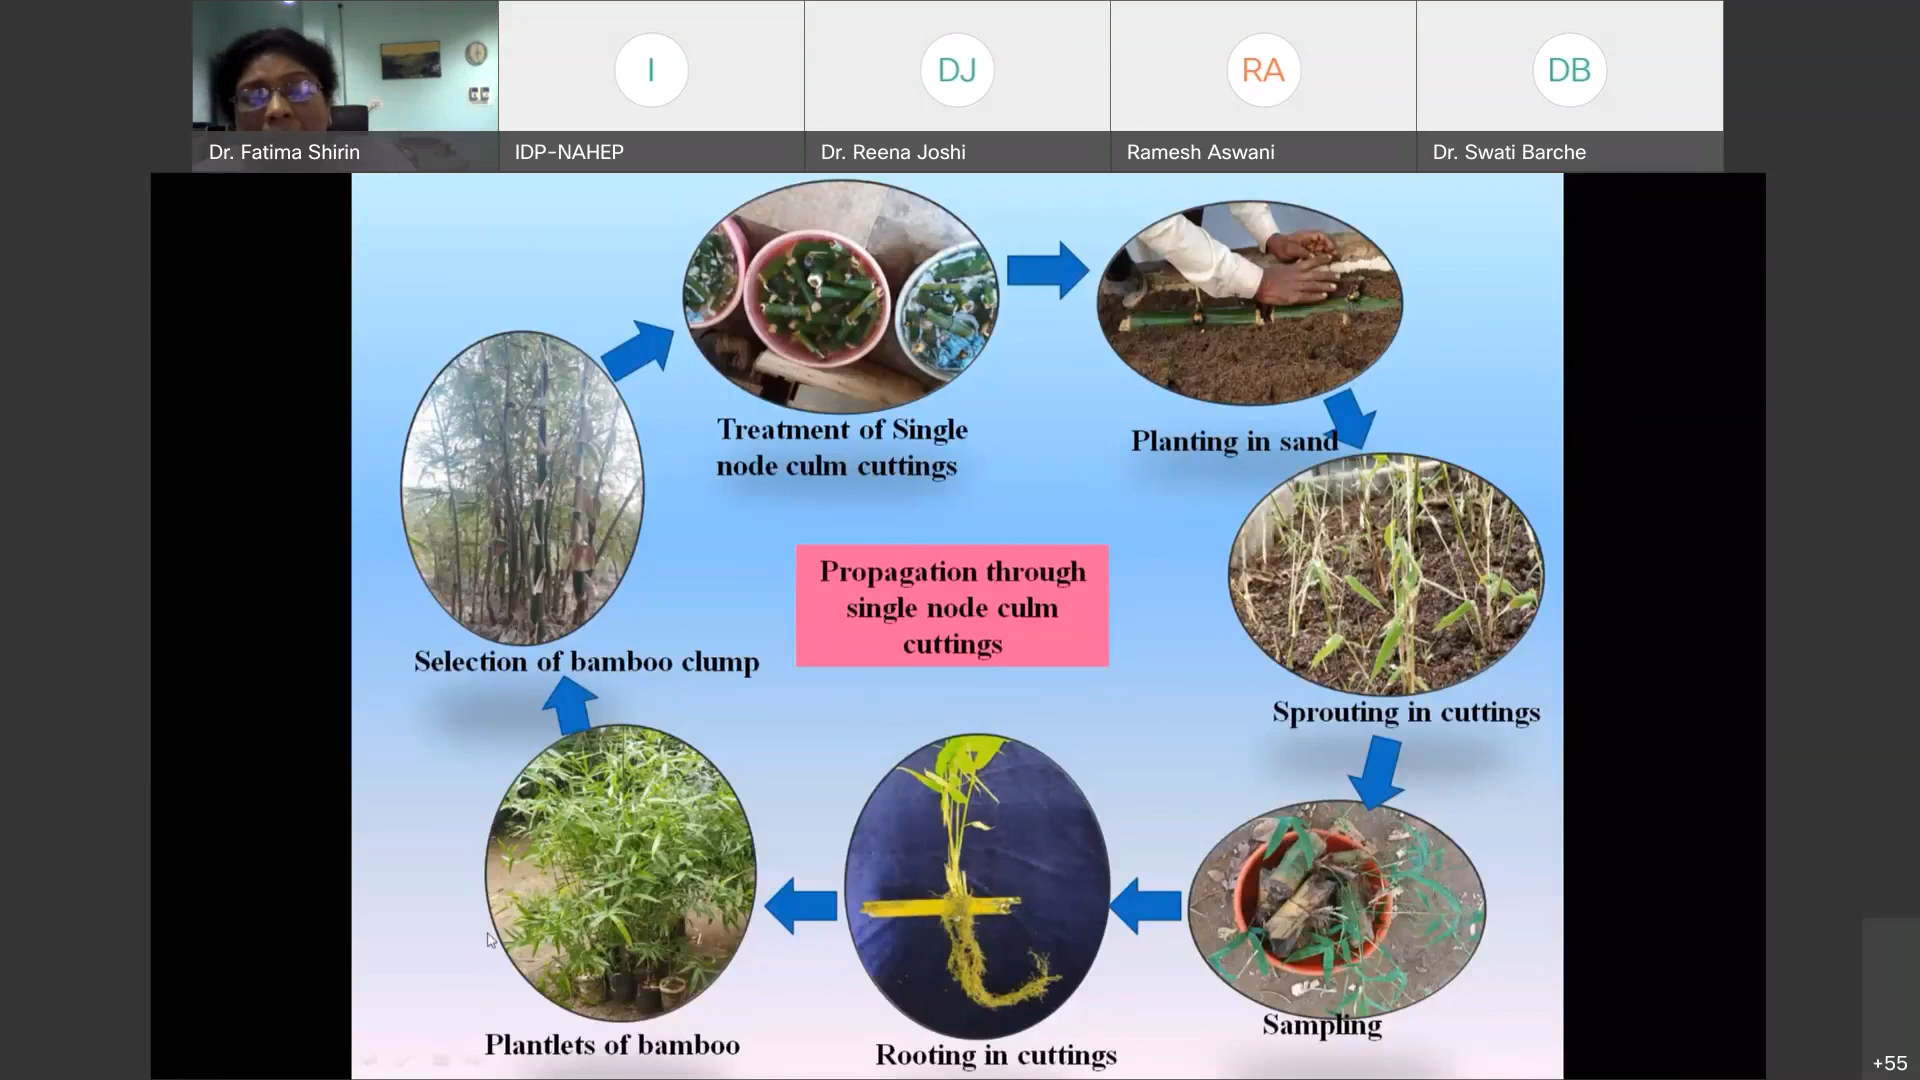 I
DJ
RA
DB
Dr. Fatima Shirin
IDP-NAHEP
Dr. Reena Joshi
Ramesh Aswani
Dr. Swati Barche
Treatment of Single
node culm cuttings
Planting in sand
Propagation through
single node culm
cuttings
Selection of bamboo clump
Sprouting in cuttings
Sampling
Plantlets of bamboo
Rooting in cuttings
+55